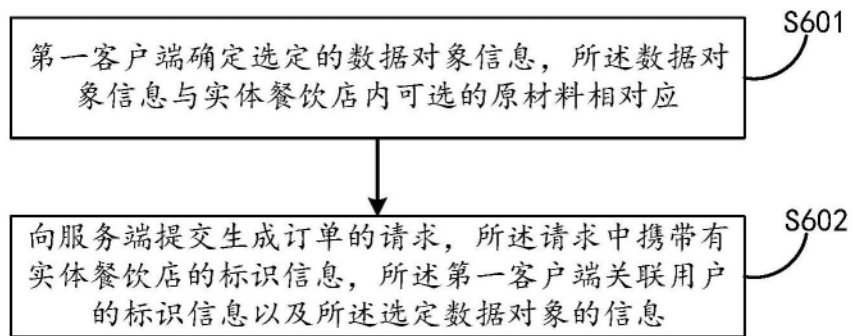 第一客户端确定选定的数据对象信息，所述数据对
象信息与实体餐饮店内可选的原材料相对应
S601
向服务端提交生成订单的请求，所述请求中携带有
实体餐饮店的标识信息，所述第一客户端关联用户
的标识信息以及所述选定数据对象的信息
S602